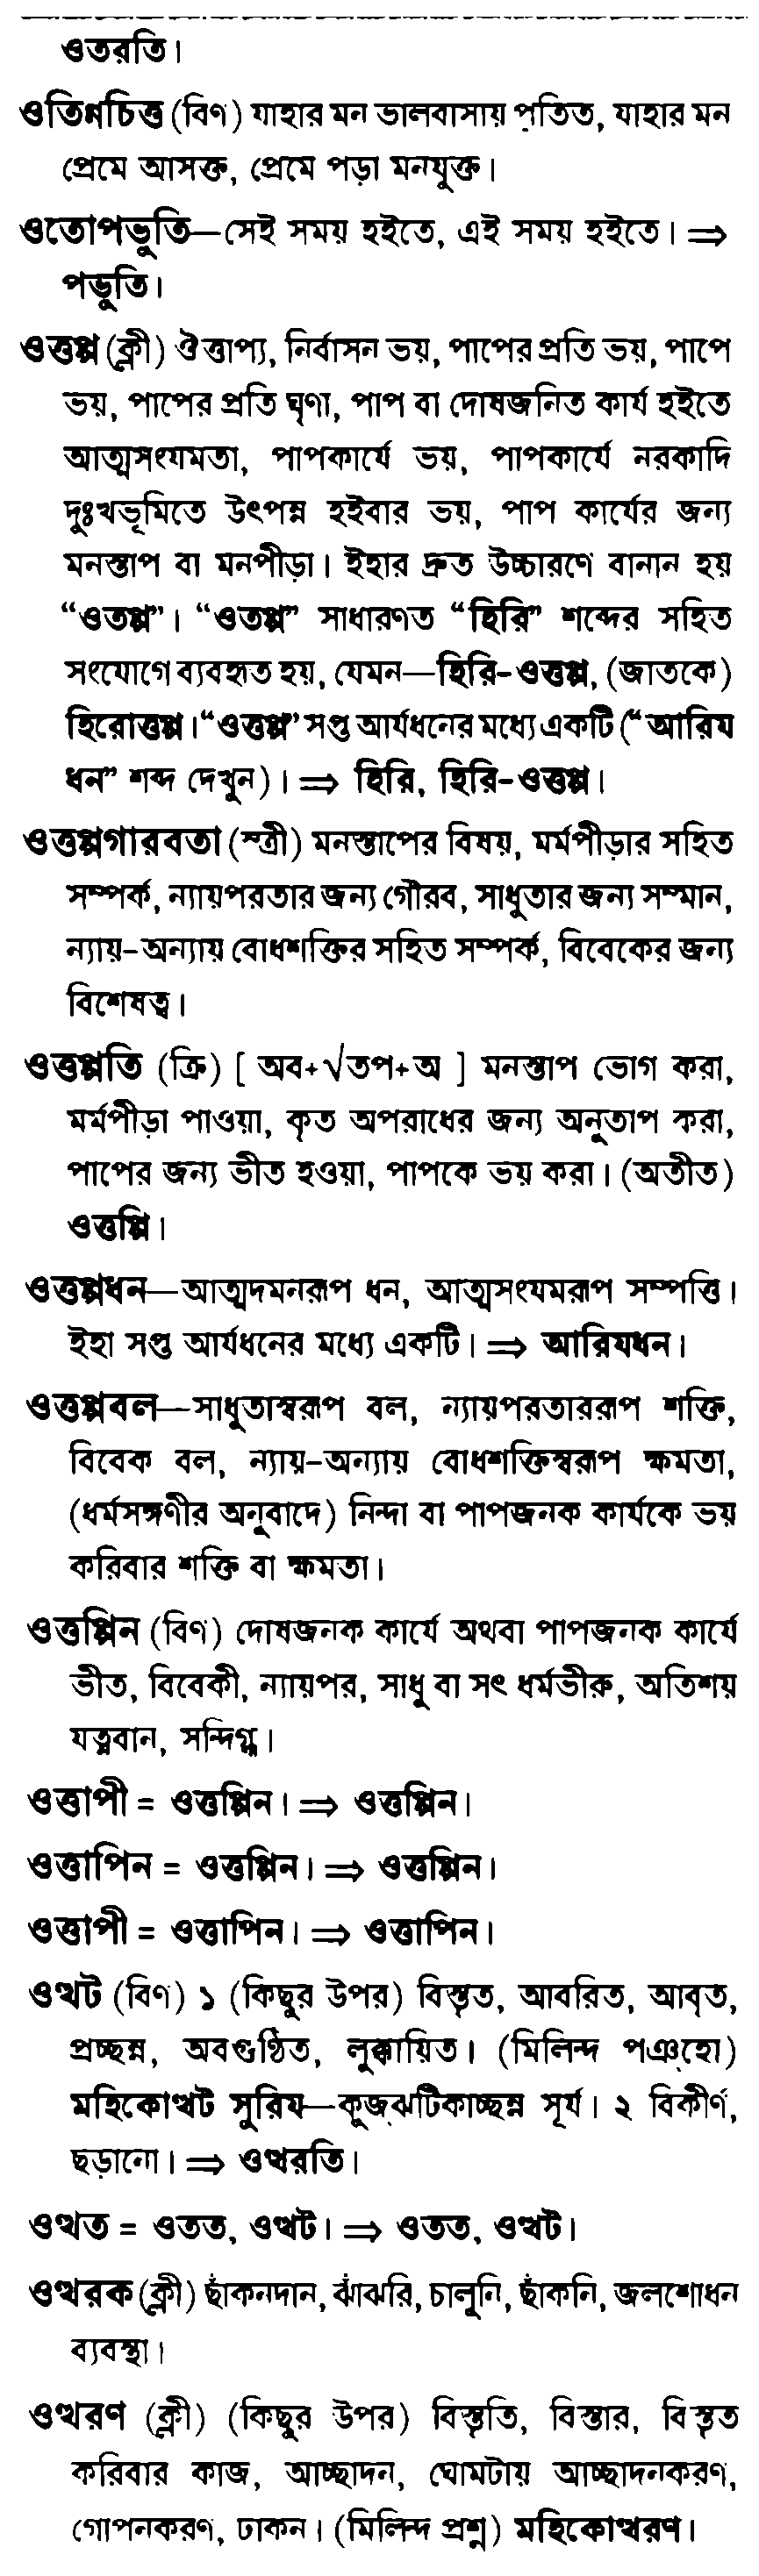 ওতরতি।
ওতিন্নচিত্ত (বিণ) যাহার মন ভালবাসায় পতিত, যাহার মন
প্রেমে আসক্ত, প্রেমে পড়া মনযুক্ত।
ওতোপভুতি—সেই সময় হইতে, এই সময় হইতে। ⇒
পভুতি।
ওত্তপ্প (ক্লী) ঔত্তাপ্য, নির্বাসন ভয়, পাপের প্রতি ভয়, পাপে
ভয়, পাপের প্রতি ঘৃণা, পাপ বা দোষজনিত কার্য হইতে
আত্মসংযমতা, পাপকার্যে ভয়, পাপকার্যে নরকাদি
দুঃখভূমিতে উৎপন্ন হইবার ভয়, পাপ কার্যের জন্য
মনস্তাপ বা মনপীড়া। ইহার দ্রুত উচ্চারণে বানান হয়
“ওতপ্প”। “ওতপ্প” সাধারণত “হিরি” শব্দের সহিত
সংযোগে ব্যবহৃত হয়, যেমন—হিরি-ওত্তপ্প, (জাতকে)
হিরোত্তপ্প। “ওত্তপ্প” সপ্ত আর্যধনের মধ্যে একটি (“আরিয
ধন” শব্দ দেখুন)। ⇒ হিরি, হিরি-ওত্তপ্প।
ওত্তপ্পগারবতা (স্ত্রী) মনস্তাপের বিষয়, মর্মপীড়ার সহিত
সম্পর্ক, ন্যায়পরতার জন্য গৌরব, সাধুতার জন্য সম্মান,
ন্যায়-অন্যায় বোধশক্তির সহিত সম্পর্ক, বিবেকের জন্য
বিশেষত্ব।
ওত্তপ্পতি (ক্রি) [ অব+√তপ+অ ] মনস্তাপ ভোগ করা,
মর্মপীড়া পাওয়া, কৃত অপরাধের জন্য অনুতাপ করা,
পাপের জন্য ভীত হওয়া, পাপকে ভয় করা। (অতীত)
ওত্তপ্পি।
ওত্তপ্পধন—আত্মদমনরূপ ধন, আত্মসংযমরূপ সম্পত্তি।
ইহা সপ্ত আর্যধনের মধ্যে একটি। ⇒ আরিযধন।
ওত্তপ্পবল—সাধুতাস্বরূপ বল, ন্যায়পরতাররূপ শক্তি,
বিবেক বল, ন্যায়-অন্যায় বোধশক্তিস্বরূপ ক্ষমতা,
(ধর্মসঙ্গণীর অনুবাদে) নিন্দা বা পাপজনক কার্যকে ভয়
করিবার শক্তি বা ক্ষমতা।
ওত্তপ্পিন (বিণ) দোষজনক কার্যে অথবা পাপজনক কার্যে
ভীত, বিবেকী, ন্যায়পর, সাধু বা সৎ ধর্মভীরু, অতিশয়
যত্নবান, সন্দিগ্ধ।
ওত্তাপী = ওত্তপ্পিন। ⇒ ওত্তপ্পিন।
ওত্তাপিন = ওত্তপ্পিন। ⇒ ওত্তপ্পিন।
ওত্তাপী = ওত্তাপিন। ⇒ ওত্তাপিন।
ওত্থট (বিণ) ১ (কিছুর উপর) বিস্তৃত, আবরিত, আবৃত,
প্রচ্ছন্ন, অবগুণ্ঠিত, লুক্কায়িত। (মিলিন্দ পঞ্হো)
মহিকোত্থট সুরিয—কুজ্ঝটিকাচ্ছন্ন সূর্য। ২ বিকীর্ণ,
ছড়ানো। ⇒ ওত্থরতি।
ওত্থত = ওতত, ওত্থট। ⇒ ওতত, ওত্থট।
ওত্থরক (ক্লী) ছাঁকনদান, ঝাঁঝরি, চালুনি, ছাঁকনি, জলশোধন
ব্যবস্থা।
ওত্থরণ (ক্লী) (কিছুর উপর) বিস্তৃতি, বিস্তার, বিস্তৃত
করিবার কাজ, আচ্ছাদন, ঘোমটায় আচ্ছাদনকরণ,
গোপনকরণ, ঢাকন। (মিলিন্দ প্রশ্ন) মহিকোত্থরণ।